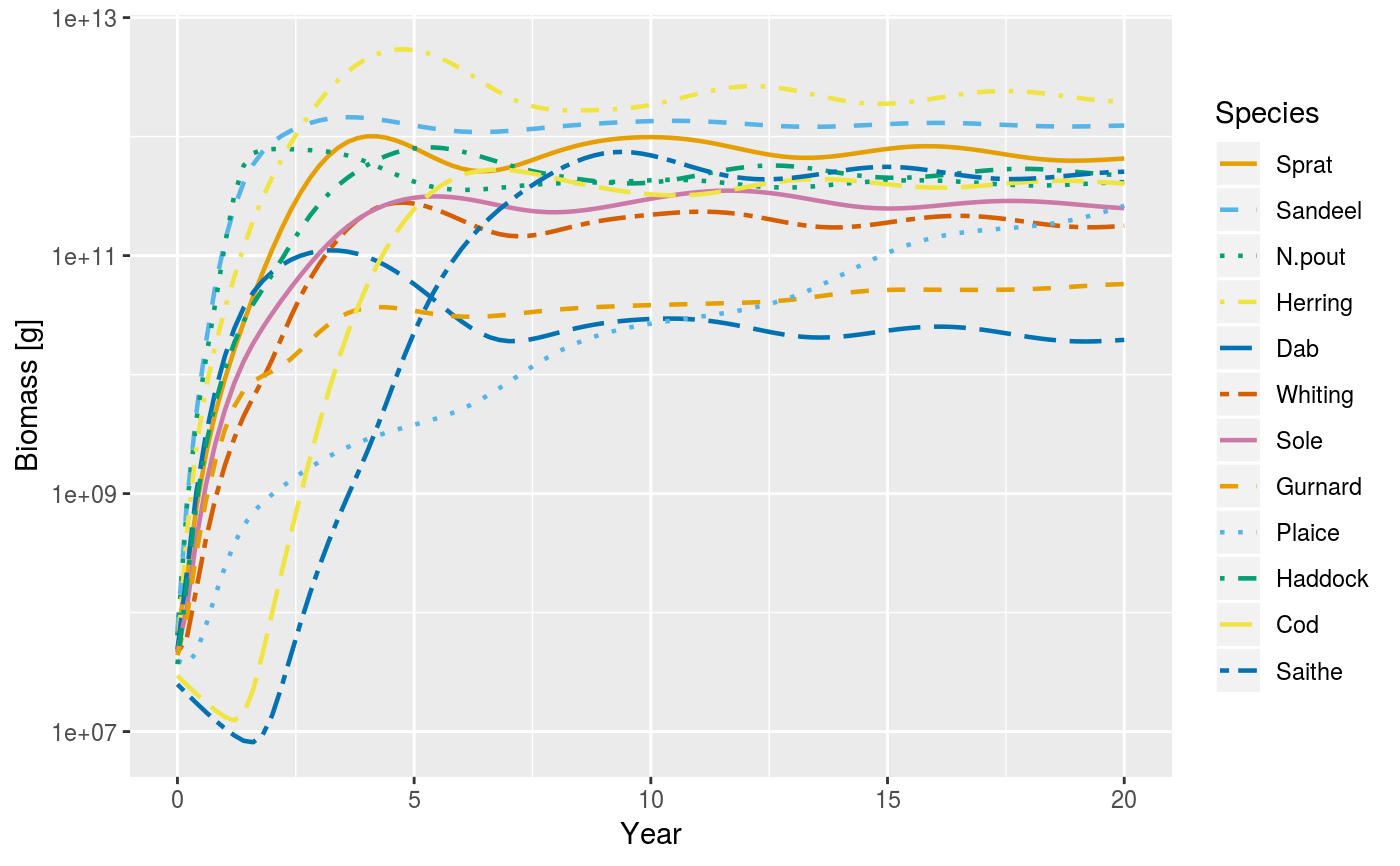 1e+13
1e+11
1e+09
1e+07
Biomass [g]
0 5 10 15 20
Year
Species
Sprat
Sandeel
N.pout
Herring
Dab
Whiting
Sole
Gurnard
Plaice
Haddock
Cod
Saithe